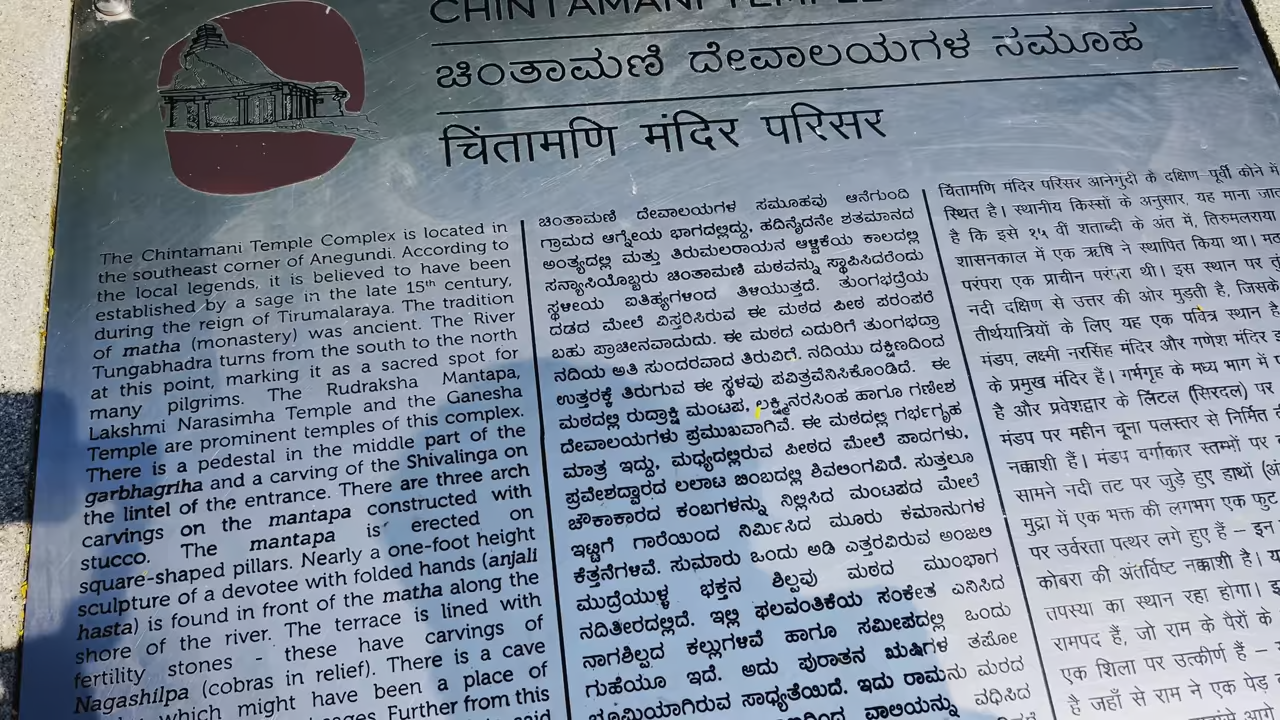 CHINTAMANI TEMPLE
ಚಿಂತಾಮಣಿ ದೇವಾಲಯಗಳ ಸಮೂಹ
चिंतामणि मंदिर परिसर
The Chintamani Temple Complex is located in
the southeast corner of Anegundi. According to
the local legends, it is believed to have been
established by a sage in the late 15th century,
during the reign of Tirumalaraya. The tradition
of matha (monastery) was ancient. The River
Tungabhadra turns from the south to the north
at this point, marking it as a sacred spot for
many pilgrims. The Rudraksha Mantapa,
Lakshmi Narasimha Temple and the Ganesha
Temple are prominent temples of this complex.
There is a pedestal in the middle part of the
garbhagriha and a carving of the Shivalinga on
the lintel of the entrance. There are three arch
carvings on the mantapa constructed with
stucco. The mantapa is erected on
square-shaped pillars. Nearly a one-foot height
sculpture of a devotee with folded hands (anjali
hasta) is found in front of the matha along the
shore of the river. The terrace is lined with
fertility stones - these have carvings of
Nagashilpa (cobras in relief). There is a cave
which might have been a place of
Further from this
ಚಿಂತಾಮಣಿ ದೇವಾಲಯಗಳ ಸಮೂಹವು ಆನೆಗುಂದಿ
ಗ್ರಾಮದ ಆಗ್ನೇಯ ಭಾಗದಲ್ಲಿದ್ದು, ಹದಿನೈದನೇ ಶತಮಾನದ
ಅಂತ್ಯದಲ್ಲಿ ಮತ್ತು ತಿರುಮಲರಾಯನ ಆಳ್ವಿಕೆಯ ಕಾಲದಲ್ಲಿ
ಸನ್ಯಾಸಿಯೊಬ್ಬರು ಚಿಂತಾಮಣಿ ಮಠವನ್ನು ಸ್ಥಾಪಿಸಿದರೆಂದು
ಸ್ಥಳೀಯ ಐತಿಹ್ಯಗಳಿಂದ ತಿಳಿಯುತ್ತದೆ. ತುಂಗಭದ್ರೆಯ
ದಡದ ಮೇಲೆ ವಿಸ್ತರಿಸಿರುವ ಈ ಮಠದ ಪೀಠ ಪರಂಪರೆ
ಬಹು ಪ್ರಾಚೀನವಾದುದು. ಈ ಮಠದ ಎದುರಿಗೆ ತುಂಗಭದ್ರಾ
ನದಿಯ ಅತಿ ಸುಂದರವಾದ ತಿರುವಿದೆ. ನದಿಯು ದಕ್ಷಿಣದಿಂದ
ಉತ್ತರಕ್ಕೆ ತಿರುಗುವ ಈ ಸ್ಥಳವು ಪವಿತ್ರವೆನಿಸಿಕೊಂಡಿದೆ. ಈ
ಮಠದಲ್ಲಿ ರುದ್ರಾಕ್ಷಿ ಮಂಟಪ, ಲಕ್ಷ್ಮಿನರಸಿಂಹ ಹಾಗೂ ಗಣೇಶ
ದೇವಾಲಯಗಳು ಪ್ರಮುಖವಾಗಿವೆ. ಈ ಮಠದಲ್ಲಿ ಗರ್ಭಗೃಹ
ಮಾತ್ರ ಇದ್ದು, ಮಧ್ಯದಲ್ಲಿರುವ ಪೀಠದ ಮೇಲೆ ಪಾದಗಳು,
ಪ್ರವೇಶದ್ವಾರದ ಲಲಾಟ ಬಿಂಬದಲ್ಲಿ ಶಿವಲಿಂಗವಿದೆ. ಸುತ್ತಲೂ
ಚೌಕಾಕಾರದ ಕಂಬಗಳನ್ನು ನಿಲ್ಲಿಸಿದ ಮಂಟಪದ ಮೇಲೆ
ಇಟ್ಟಿಗೆ ಗಾರೆಯಿಂದ ನಿರ್ಮಿಸಿದ ಮೂರು ಕಮಾನುಗಳ
ಕೆತ್ತನೆಗಳಿವೆ. ಸುಮಾರು ಒಂದು ಅಡಿ ಎತ್ತರವಿರುವ ಅಂಜಲಿ
ಮುದ್ರೆಯುಳ್ಳ ಭಕ್ತನ ಶಿಲ್ಪವು ಮಠದ ಮುಂಭಾಗ
ನದಿತೀರದಲ್ಲಿದೆ. ಇಲ್ಲಿ ಫಲವಂತಿಕೆಯ ಸಂಕೇತ ಎನಿಸಿದ
ನಾಗಶಿಲ್ಪದ ಕಲ್ಲುಗಳಿವೆ ಹಾಗೂ ಸಮೀಪದಲ್ಲಿ ಒಂದು
ಗುಹೆಯೂ ಇದೆ. ಅದು ಪುರಾತನ ಋಷಿಗಳ ತಪೋ
ಭೂಮಿಯಾಗಿರುವ ಸಾಧ್ಯತೆಯಿದೆ. ಇದು ರಾಮನು ಮಠದ
ವಾಲಿಯನ್ನು ವಧಿಸಿದ
चिंतामणि मंदिर परिसर आनेगुंदी के दक्षिण-पूर्वी कोने में
स्थित है। स्थानीय किस्सों के अनुसार, यह माना
है कि इसे १५ वीं शताब्दी के अंत में, तिरुमलराया
शासनकाल में एक ऋषि ने स्थापित किया था।
परंपरा एक प्राचीन परंपरा थी। इस स्थान पर
नदी दक्षिण से उत्तर की ओर मुड़ती है, जिसके
तीर्थयात्रियों के लिए यह एक पवित्र स्थान
मंडप, लक्ष्मी नरसिंह मंदिर और गणेश मंदिर
के प्रमुख मंदिर हैं। गर्मगृह के मध्य भाग में
है और प्रवेशद्वार के लिंटल (सिरदल) पर
मंडप पर महीन चूना पलस्तर से निर्मित
नक्काशी हैं। मंडप वर्गाकार स्तम्भों पर
सामने नदी तट पर जुड़े हुए हाथों
मुद्रा में एक भक्त की लगभग एक फुट
पर उर्वरता पत्थर लगे हुए हैं – इन
कोबरा की अंतर्विष्ट नक्काशी है।
तपस्या का स्थान रहा होगा।
रामपद हैं, जो राम के पैरों के
एक शिला पर उत्कीर्ण हैं –
है जहाँ से राम ने एक पेड़